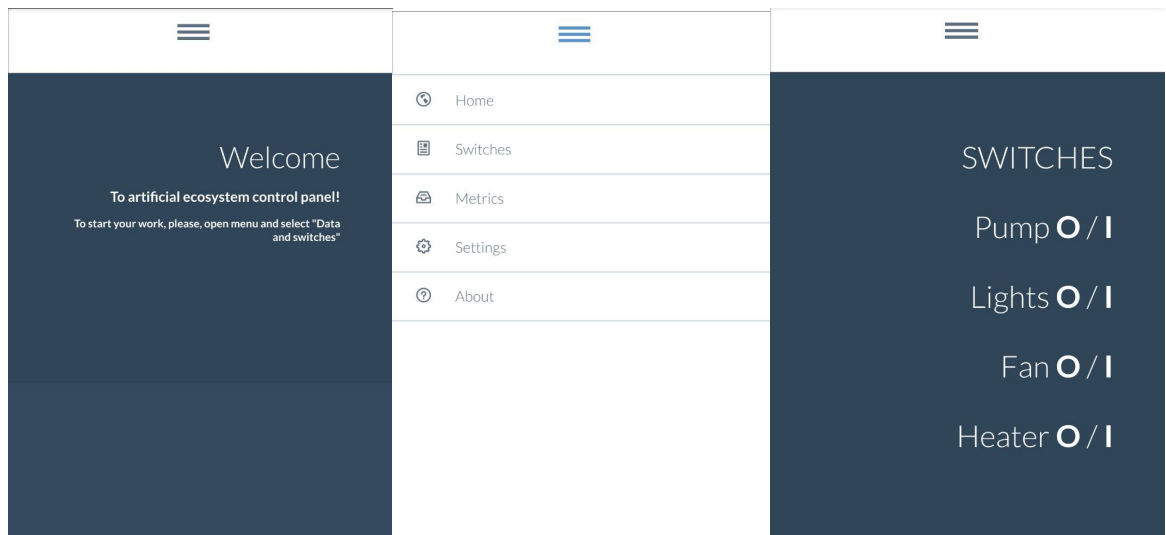 Welcome
To artificial ecosystem control panel!
To start your work, please, open menu and select "Data
and switches"
Home
Switches
Metrics
Settings
About
SWITCHES
Pump O / I
Lights O / I
Fan O / I
Heater O / I